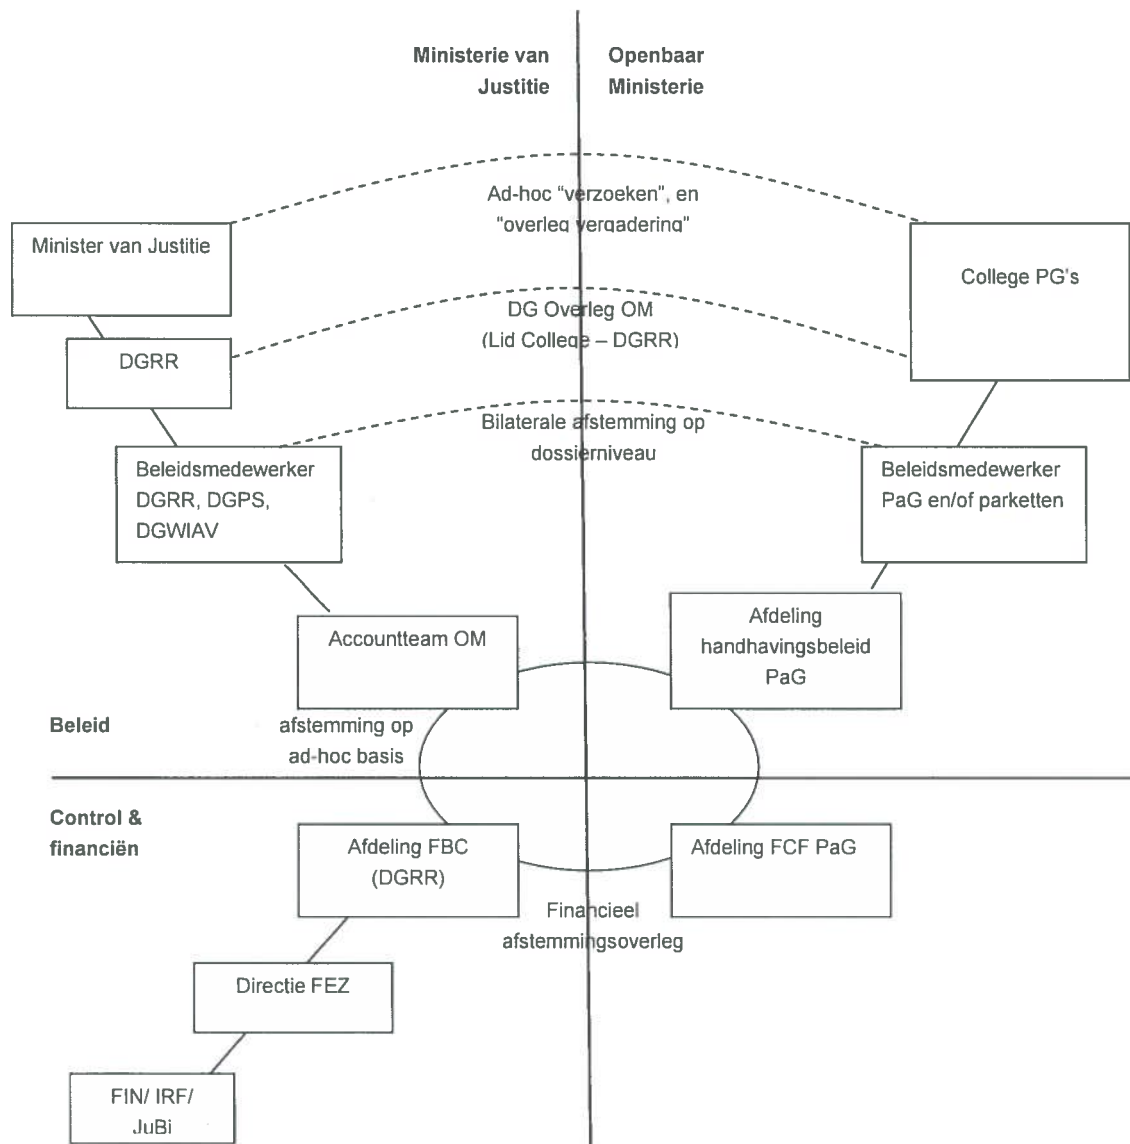 Ministerie van
Justitie
Openbaar
Ministerie
Ad-hoc “verzoeken”, en
“overleg vergadering”
Minister van Justitie
College PG's
DG Overleg OM
(Lid College – DGRR)
DGRR
Bilaterale afstemming op
dossierniveau
Beleidsmedewerker
DGRR, DGPS,
DGWIAV
Beleidsmedewerker
PaG en/of parketten
Accountteam OM
Afdeling
handhavingsbeleid
PaG
Beleid
afstemming op
ad-hoc basis
Control &
financiën
Afdeling FBC
(DGRR)
Afdeling FCF PaG
Financieel
afstemmingsoverleg
Directie FEZ
FIN/ IRF/
JuBi